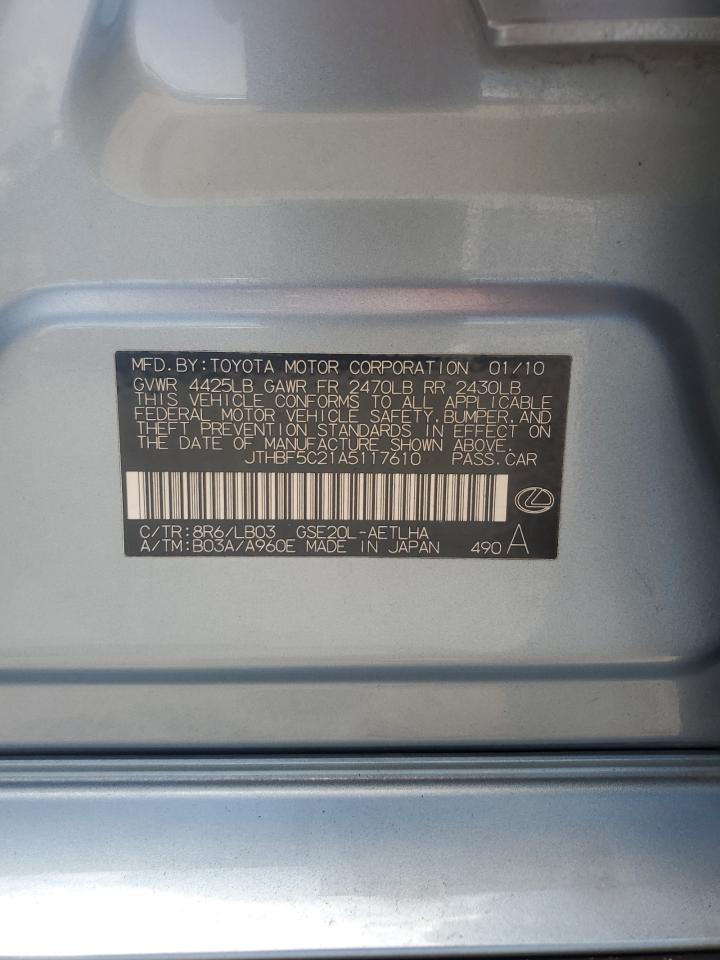 MFD.BY:TOYOTA MOTOR CORPORATION 01/10
GVWR 4425LB GAWR FR 2470LB RR 2430LB
THIS VEHICLE CONFORMS TO ALL APPLICABLE
FEDERAL MOTOR VEHICLE SAFETY,BUMPER,AND
THEFT PREVENTION STANDARDS IN EFFECT ON
THE DATE OF MANUFACTURE SHOWN ABOVE.
JTHBF5C21A5117610 PASS.CAR
C/TR:8R6/LB03 GSE20L-AETLHA
A/TM:B03A/A960E MADE IN JAPAN 490 A